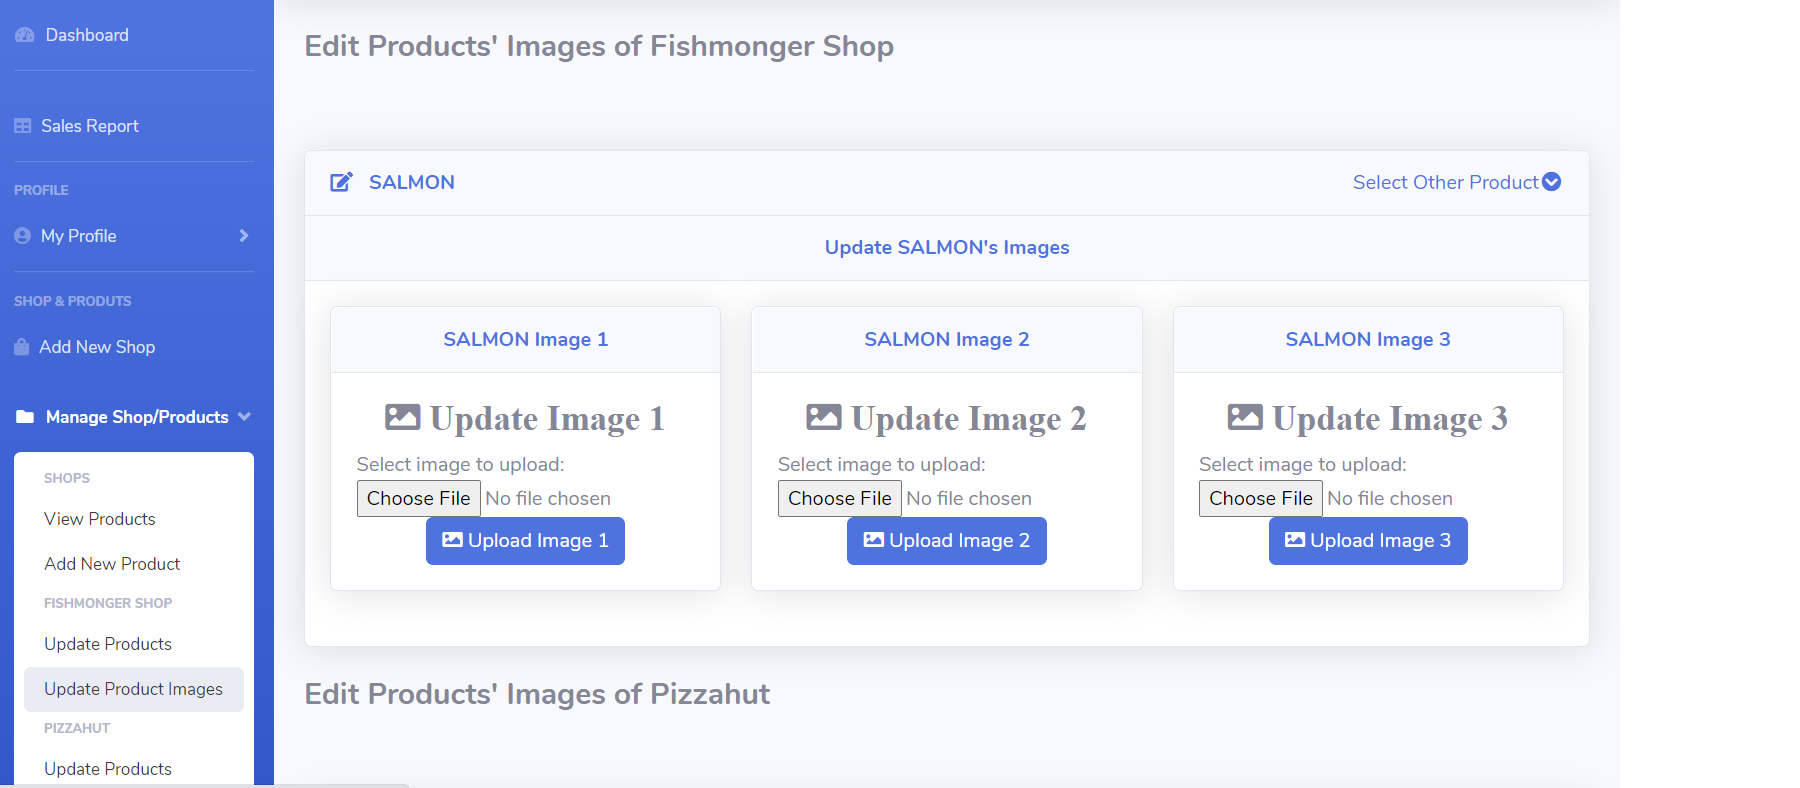 Dashboard
Sales Report
PROFILE
My Profile
SHOP & PRODUTS
Add New Shop
Manage Shop/Products
SHOPS
View Products
Add New Product
FISHMONGER SHOP
Update Products
Update Product Images
PIZZAHUT
Update Products
Edit Products' Images of Fishmonger Shop
SALMON
Select Other Product
Update SALMON's Images
SALMON Image 1
Update Image 1
Select image to upload:
Choose File No file chosen
Upload Image 1
SALMON Image 2
Update Image 2
Select image to upload:
Choose File No file chosen
Upload Image 2
SALMON Image 3
Update Image 3
Select image to upload:
Choose File No file chosen
Upload Image 3
Edit Products' Images of Pizzahut